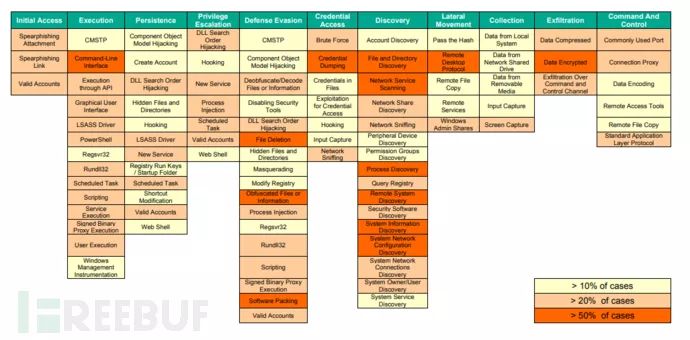 Initial Access
Spearphishing
Attachment
Spearphishing
Link
Valid Accounts
Execution
CMSTP
Command-Line
Interface
Execution
through API
Graphical User
Interface
LSASS Driver
PowerShell
Regsvr32
Rundll32
Scheduled Task
Scripting
Service
Execution
Signed Binary
Proxy Execution
User Execution
Windows
Management
Instrumentation
Persistence
Component Object
Model Hijacking
Create Account
DLL Search Order
Hijacking
Hidden Files and
Directories
Hooking
LSASS Driver
New Service
Registry Run Keys
/ Startup Folder
Scheduled Task
Shortcut
Modification
Valid Accounts
Web Shell
Privilege
Escalation
DLL Search
Order
Hijacking
Hooking
New Service
Process
Injection
Scheduled
Task
Valid Accounts
Web Shell
Defense Evasion
CMSTP
Component Object
Model Hijacking
Deobfuscate/Decode
Files or Information
Disabling Security
Tools
DLL Search Order
Hijacking
File Deletion
Hidden Files and
Directories
Masquerading
Modify Registry
Obfuscated Files or
Information
Process Injection
Regsvr32
Rundll32
Scripting
Signed Binary Proxy
Execution
Software Packing
Valid Accounts
Credential
Access
Brute Force
Credential
Dumping
Credentials in
Files
Exploitation
for Credential
Access
Hooking
Input Capture
Network
Sniffing
Discovery
Account Discovery
File and Directory
Discovery
Network Service
Scanning
Network Share
Discovery
Network Sniffing
Peripheral Device
Discovery
Permission Groups
Discovery
Process Discovery
Query Registry
Remote System
Discovery
Security Software
Discovery
System Information
Discovery
System Network
Configuration
Discovery
System Network
Connections
Discovery
System Owner/User
Discovery
System Service
Discovery
Lateral
Movement
Pass the Hash
Remote
Desktop
Protocol
Remote File
Copy
Remote
Services
Windows
Admin Shares
Collection
Data from Local
System
Data from
Network Shared
Drive
Data from
Removable
Media
Input Capture
Screen Capture
Exfiltration
Data Compressed
Data Encrypted
Exfiltration Over
Command and
Control Channel
Command And
Control
Commonly Used Port
Connection Proxy
Data Encoding
Remote Access Tools
Remote File Copy
Standard Application
Layer Protocol
> 10% of cases
> 20% of cases
> 50% of cases
FREEBUF